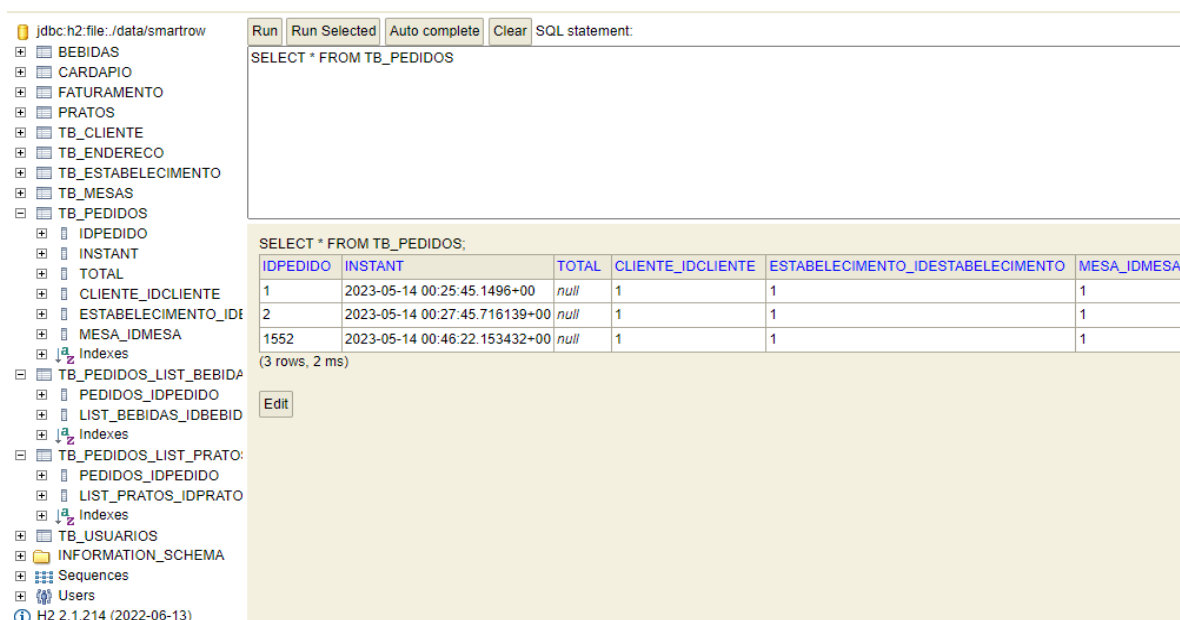 jdbc:h2:file:./data/smartrow
BEBIDAS
CARDAPIO
FATURAMENTO
PRATOS
TB_CLIENTE
TB_ENDERECO
TB_ESTABELECIMENTO
TB_MESAS
TB_PEDIDOS
IDPEDIDO
INSTANT
TOTAL
CLIENTE_IDCLIENTE
ESTABELECIMENTO_IDE
MESA_IDMESA
Indexes
TB_PEDIDOS_LIST_BEBIDA
PEDIDOS_IDPEDIDO
LIST_BEBIDAS_IDBEBID
Indexes
TB_PEDIDOS_LIST_PRATO
PEDIDOS_IDPEDIDO
LIST_PRATOS_IDPRATO
Indexes
TB_USUARIOS
INFORMATION_SCHEMA
Sequences
Users
H2 2.1.214 (2022-06-13)
Run Run Selected Auto complete Clear SQL statement:
SELECT * FROM TB_PEDIDOS
SELECT * FROM TB_PEDIDOS;
IDPEDIDO INSTANT TOTAL CLIENTE_IDCLIENTE ESTABELECIMENTO_IDESTABELECIMENTO MESA_IDMESA
1 2023-05-14 00:25:45.1496+00 null 1 1 1
2 2023-05-14 00:27:45.716139+00 null 1 1 1
1552 2023-05-14 00:46:22.153432+00 null 1 1 1
(3 rows, 2 ms)
Edit